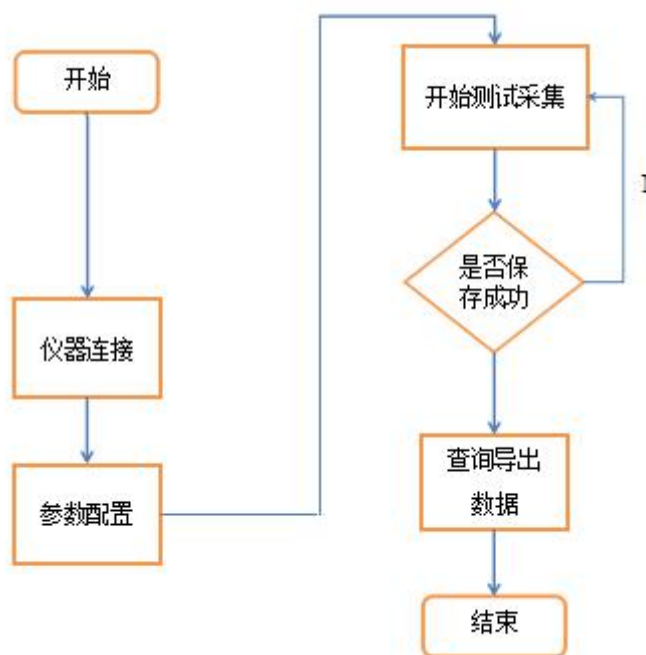 开始
仪器连接
参数配置
开始测试采集
是否保
存成功
查询导出
数据
结束